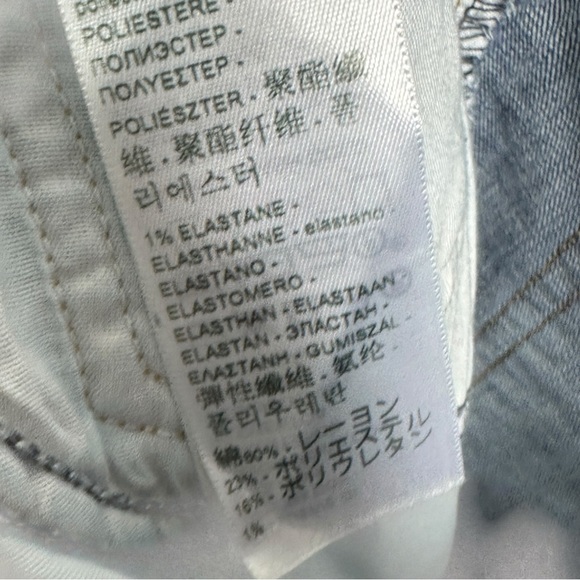 POLIESTERE -
ПОЛИЭСТЕР -
ΠΟΛΥΕΣΤΕΡ -
POLIÉSZTER - 聚酯纖
維 - 聚酯纤维 - 폴
리에스터
1% ELASTANE -
ELASTHANNE - elastano -
ELASTANO -
ELASTOMERO -
ELASTHAN - ELASTAAN -
ELASTAN - ЭЛАСТАН -
ΕΛΑΣΤΑΝΗ - GUMISZÁL -
彈性纖維 - 氨纶 -
폴리우레탄
綿60% - レーヨン
23% - ポリエステル
16% - ポリウレタン
1%